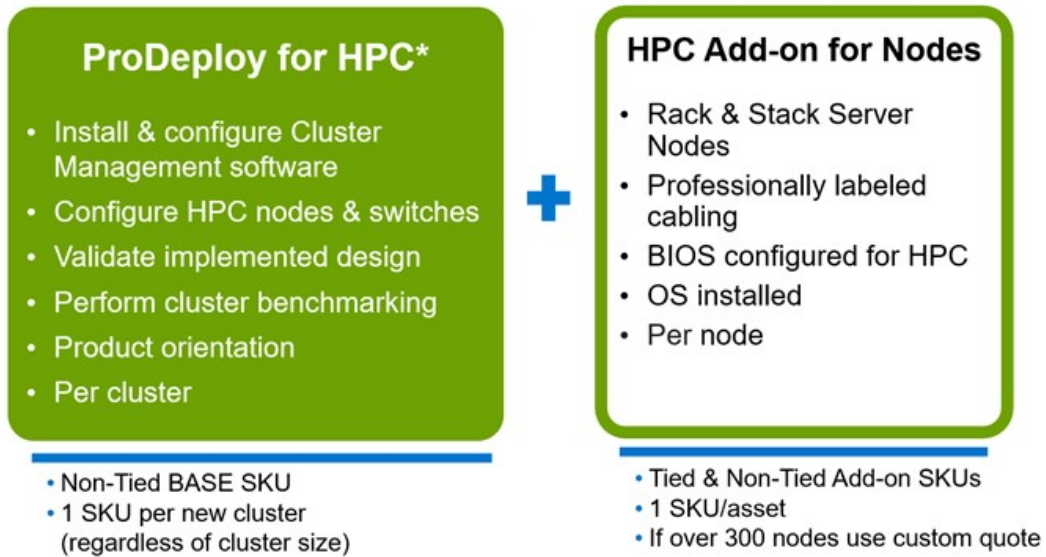 ProDeploy for HPC*
• Install & configure Cluster
Management software
• Configure HPC nodes & switches
• Validate implemented design
• Perform cluster benchmarking
• Product orientation
• Per cluster
• Non-Tied BASE SKU
• 1 SKU per new cluster
(regardless of cluster size)
+
HPC Add-on for Nodes
• Rack & Stack Server
Nodes
• Professionally labeled
cabling
• BIOS configured for HPC
• OS installed
• Per node
• Tied & Non-Tied Add-on SKUs
• 1 SKU/asset
• If over 300 nodes use custom quote